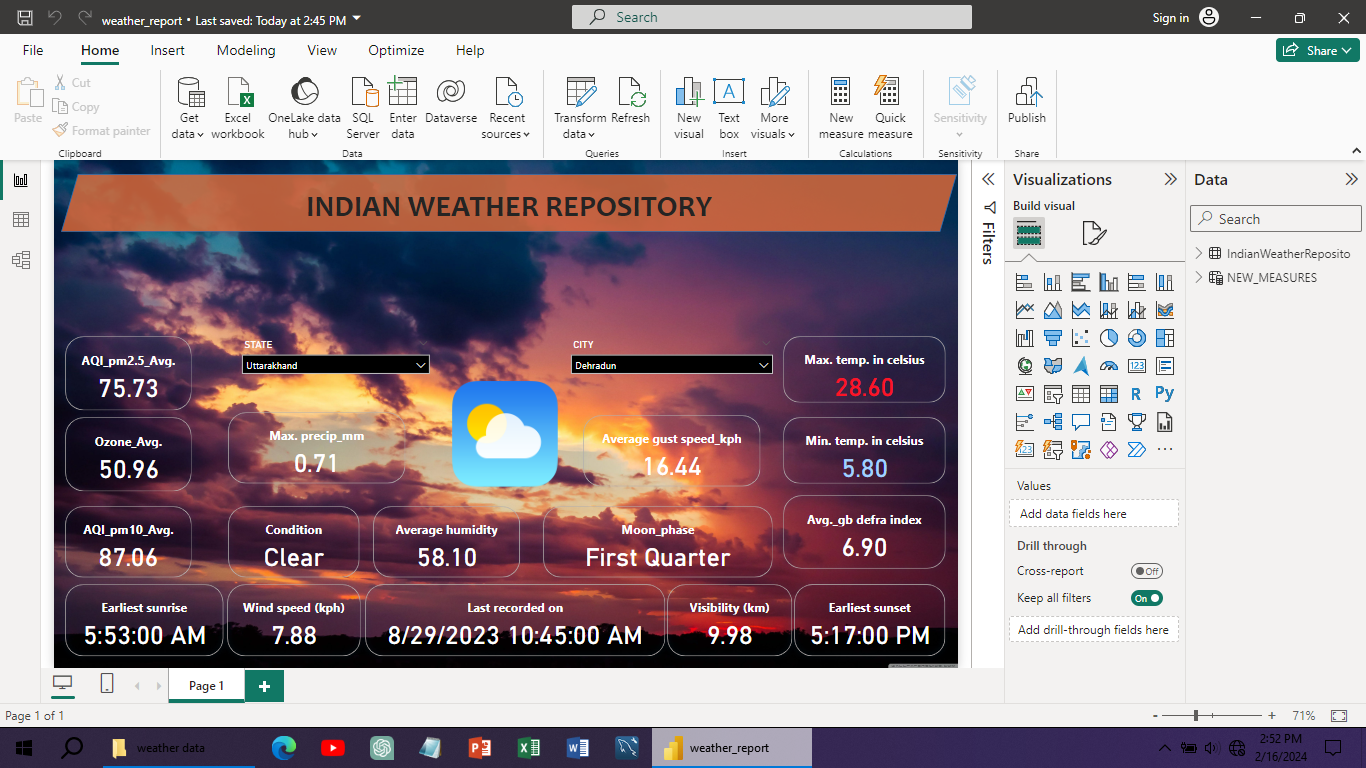 weather_report • Last saved: Today at 2:45 PM
Search
Sign in
File
Home
Insert
Modeling
View
Optimize
Help
Share
Paste
Cut
Copy
Format painter
Clipboard
Get data
Excel workbook
OneLake data hub
SQL Server
Enter data
Dataverse
Recent sources
Data
Transform data
Refresh
Queries
New visual
Text box
More visuals
Insert
New measure
Quick measure
Calculations
Sensitivity
Sensitivity
Publish
Share
INDIAN WEATHER REPOSITORY
STATE
Uttarakhand
CITY
Dehradun
AQI_pm2.5_Avg.
75.73
Max. temp. in celsius
28.60
Ozone_Avg.
50.96
Max. precip_mm
0.71
Average gust speed_kph
16.44
Min. temp. in celsius
5.80
AQI_pm10_Avg.
87.06
Condition
Clear
Average humidity
58.10
Moon_phase
First Quarter
Avg._gb defra index
6.90
Earliest sunrise
5:53:00 AM
Wind speed (kph)
7.88
Last recorded on
8/29/2023 10:45:00 AM
Visibility (km)
9.98
Earliest sunset
5:17:00 PM
Filters
Visualizations
Build visual
123
R
Py
123
Values
Add data fields here
Drill through
Cross-report
Off
Keep all filters
On
Add drill-through fields here
Data
Search
IndianWeatherReposito
NEW_MEASURES
Page 1
Page 1 of 1
71%
weather data
weather_report
2:52 PM
2/16/2024